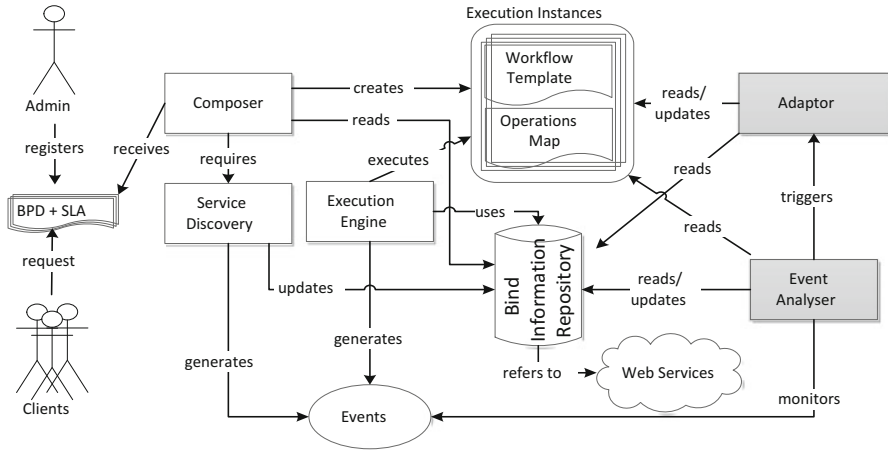 Execution Instances
Admin
registers
BPD + SLA
request
Clients
receives
Composer
requires
Service
Discovery
creates
reads
executes
Execution
Engine
uses
updates
generates
generates
Events
Workflow
Template
Operations
Map
Bind
Information
Repository
refers to
Web Services
reads/
updates
Adaptor
reads
triggers
reads
reads/
updates
Event
Analyser
monitors